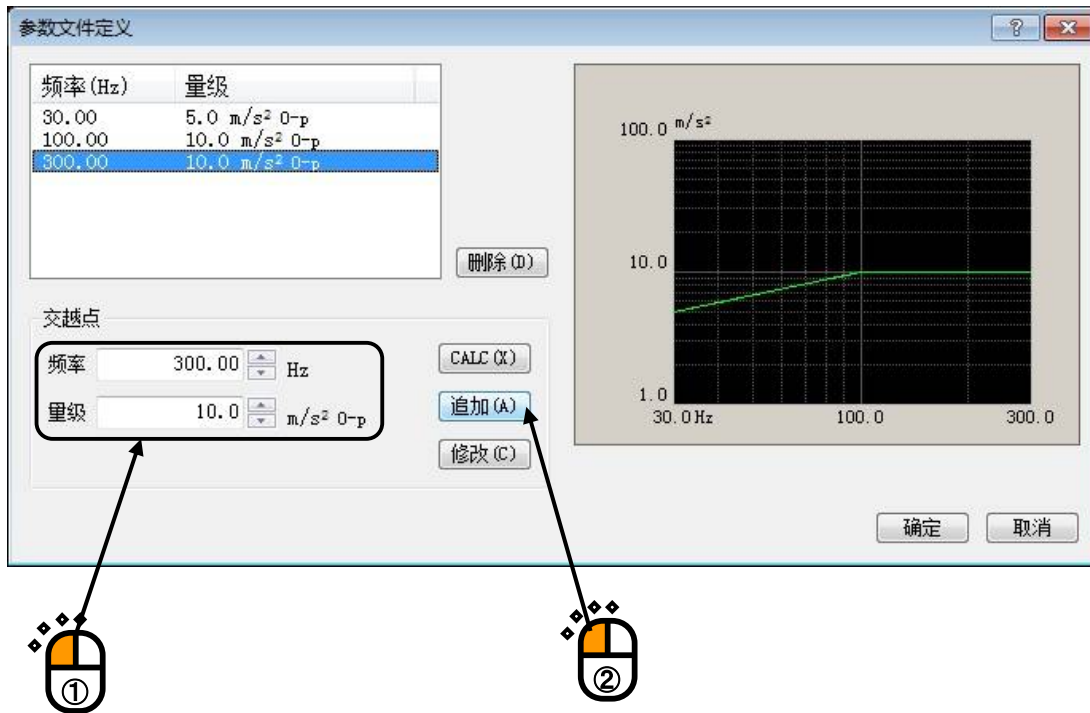 参数文件定义
频率(Hz) 量级
30.00 5.0 m/s² 0-p
100.00 10.0 m/s² 0-p
300.00 10.0 m/s² 0-p
删除(D)
交越点
频率 300.00 Hz
量级 10.0 m/s² 0-p
CALC(X)
追加(A)
修改(C)
100.0 m/s²
10.0
1.0
30.0Hz 100.0 300.0
确定 取消
① ②